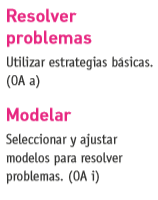 Resolver
problemas
Utilizar estrategias básicas.
(OA a)
Modelar
Seleccionar y ajustar
modelos para resolver
problemas. (OA i)